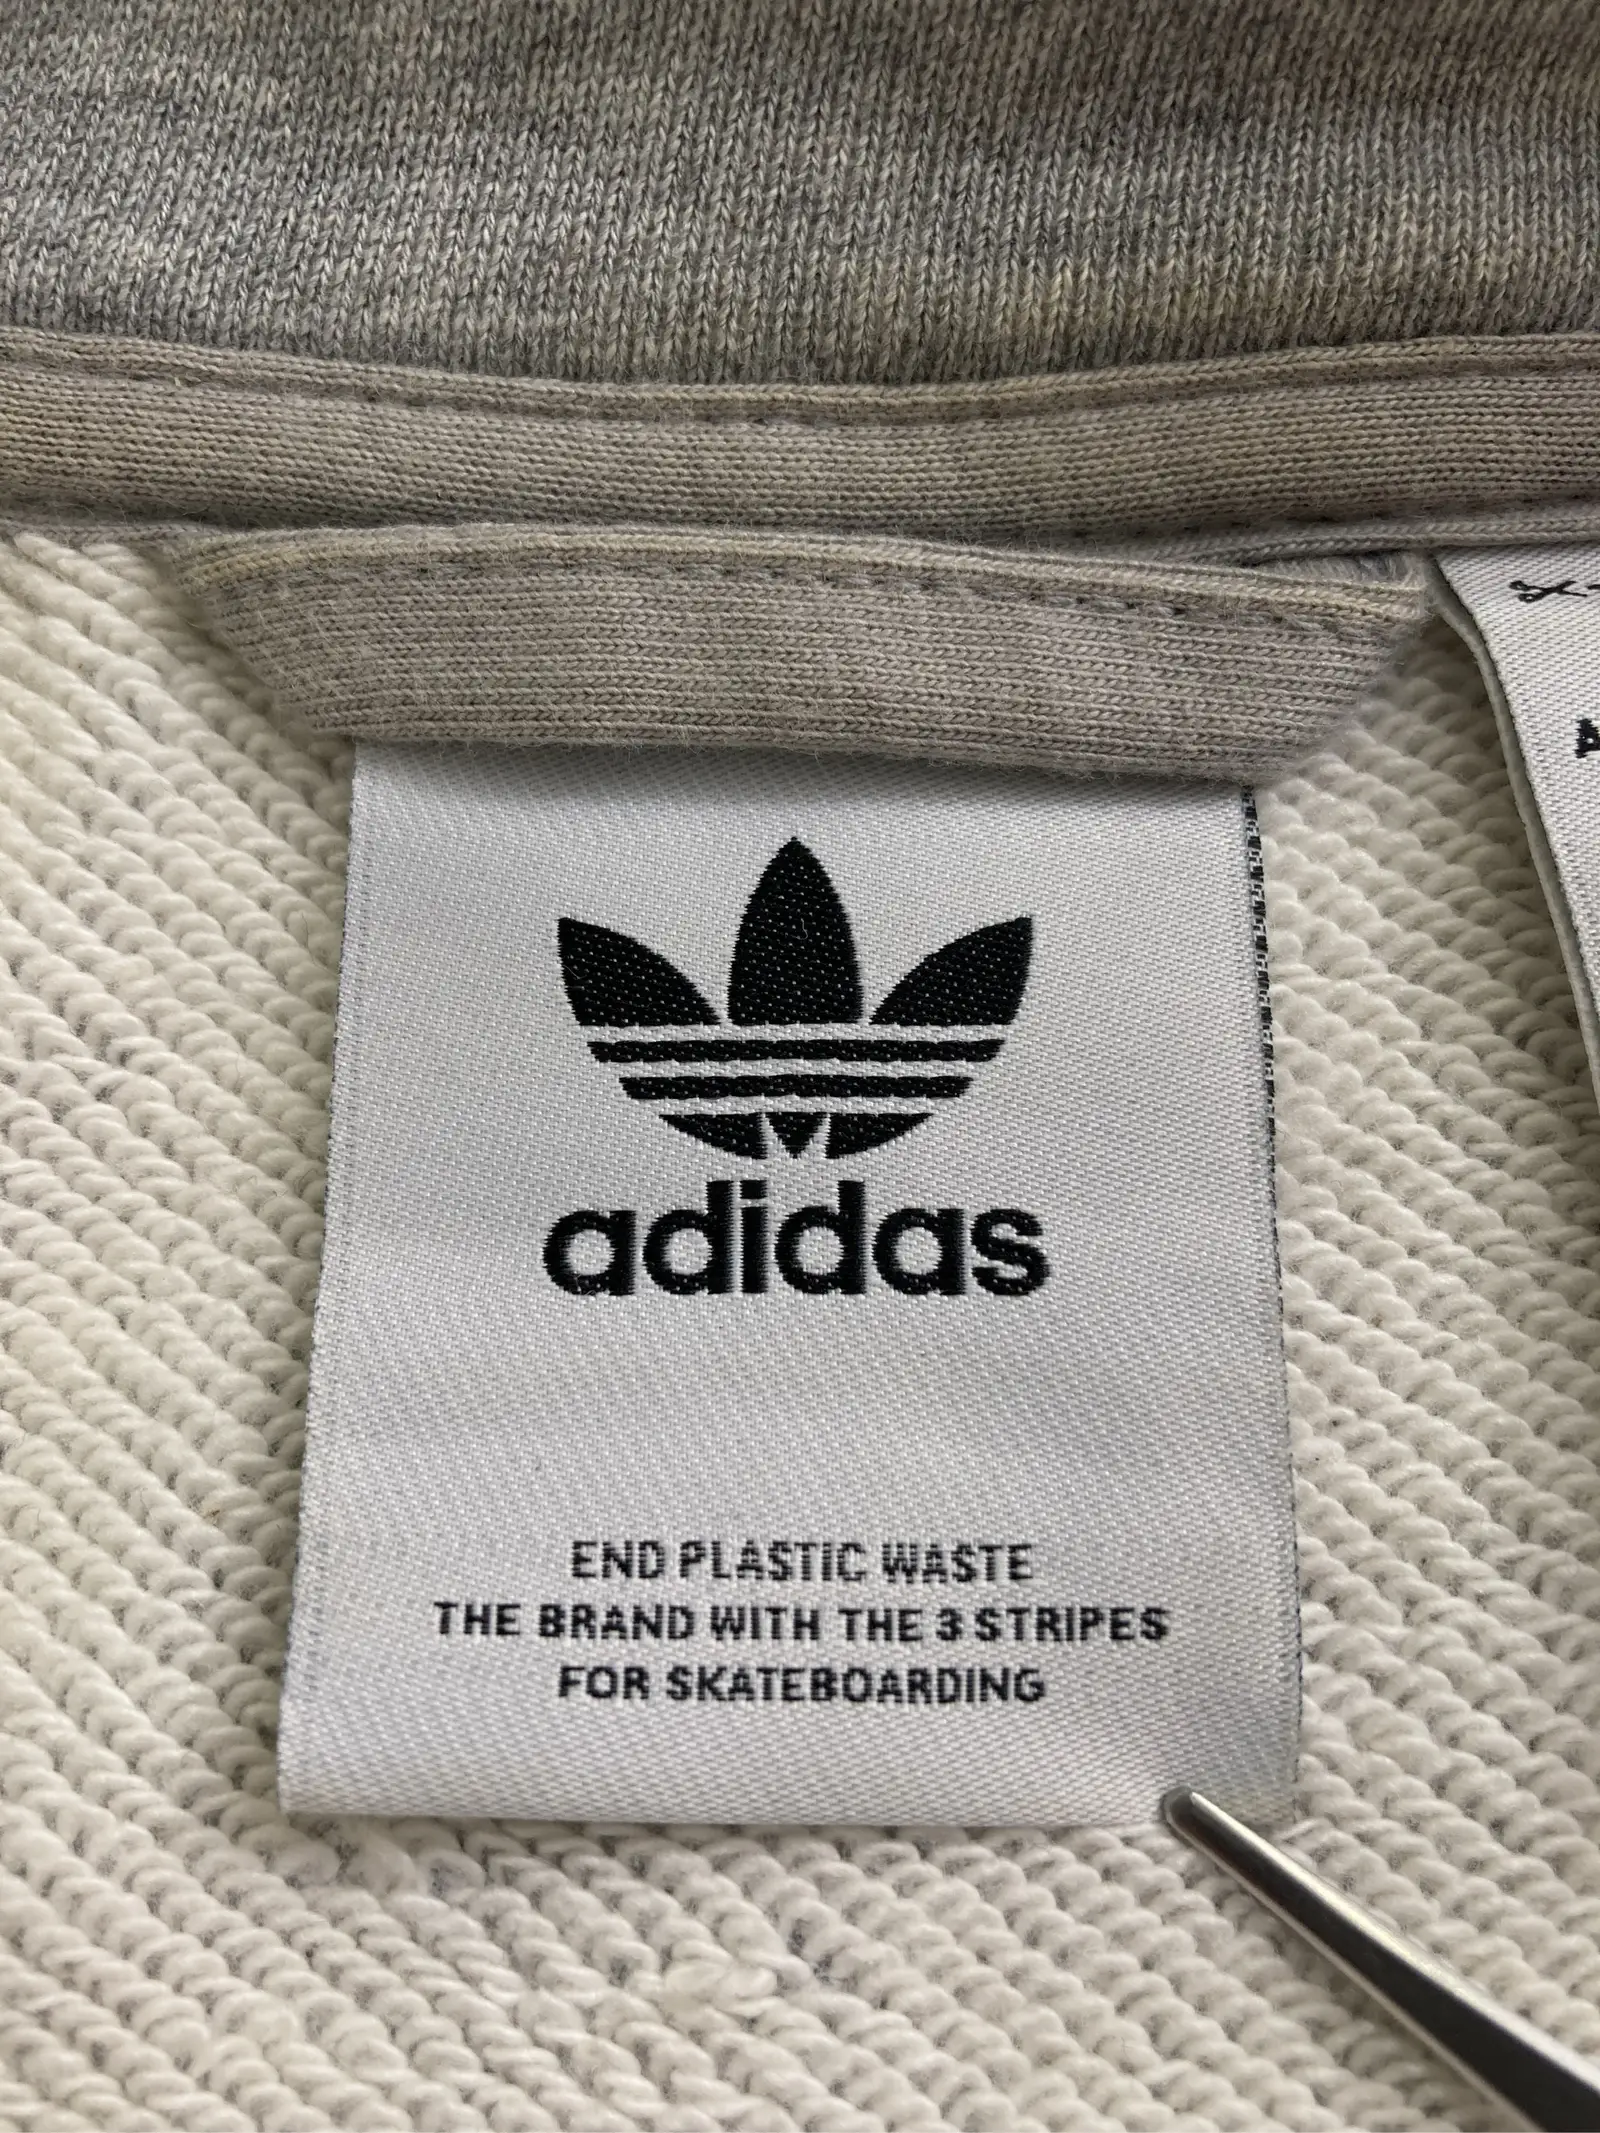 adidas
END PLASTIC WASTE
THE BRAND WITH THE 3 STRIPES
FOR SKATEBOARDING